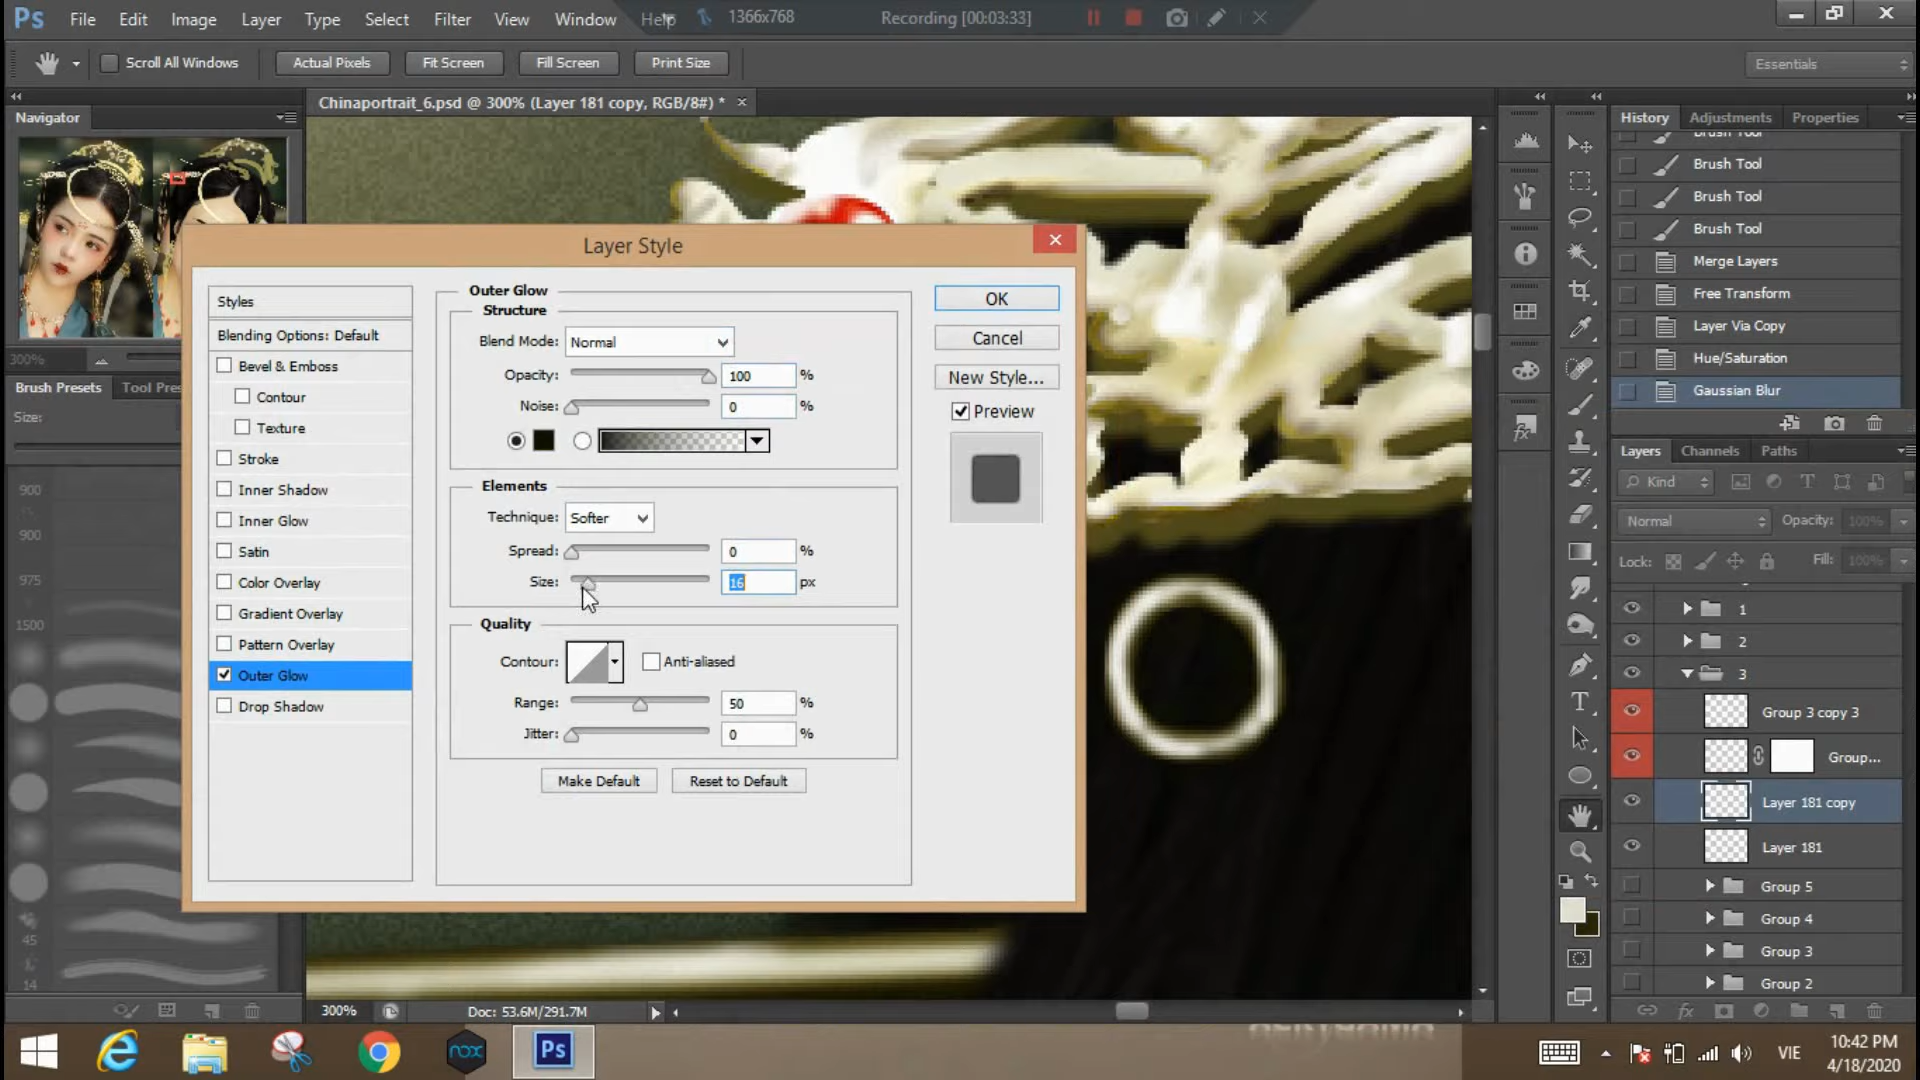 Ps File Edit Image Layer Type Select Filter View Window Help
1366x768 Recording [00:03:33]
Scroll All Windows Actual Pixels Fit Screen Fill Screen Print Size Essentials
Navigator
Chinaportrait_6.psd @ 300% (Layer 181 copy, RGB/8#) *
300%
Brush Presets Tool Pres
Size:
900
900
975
1500
45
14
Layer Style
Styles
Blending Options: Default
Bevel & Emboss
Contour
Texture
Stroke
Inner Shadow
Inner Glow
Satin
Color Overlay
Gradient Overlay
Pattern Overlay
Outer Glow
Drop Shadow
Outer Glow
Structure
Blend Mode: Normal
Opacity: 100 %
Noise: 0 %
Elements
Technique: Softer
Spread: 0 %
Size: 16 px
Quality
Contour: Anti-aliased
Range: 50 %
Jitter: 0 %
Make Default Reset to Default
OK
Cancel
New Style...
Preview
History Adjustments Properties
Brush Tool
Brush Tool
Brush Tool
Brush Tool
Merge Layers
Free Transform
Layer Via Copy
Hue/Saturation
Gaussian Blur
Layers Channels Paths
Kind
Normal Opacity: 100%
Lock: Fill: 100%
1
2
3
Group 3 copy 3
Group...
Layer 181 copy
Layer 181
Group 5
Group 4
Group 3
Group 2
300% Doc: 53.6M/291.7M
nox Ps
VIE
10:42 PM
4/18/2020